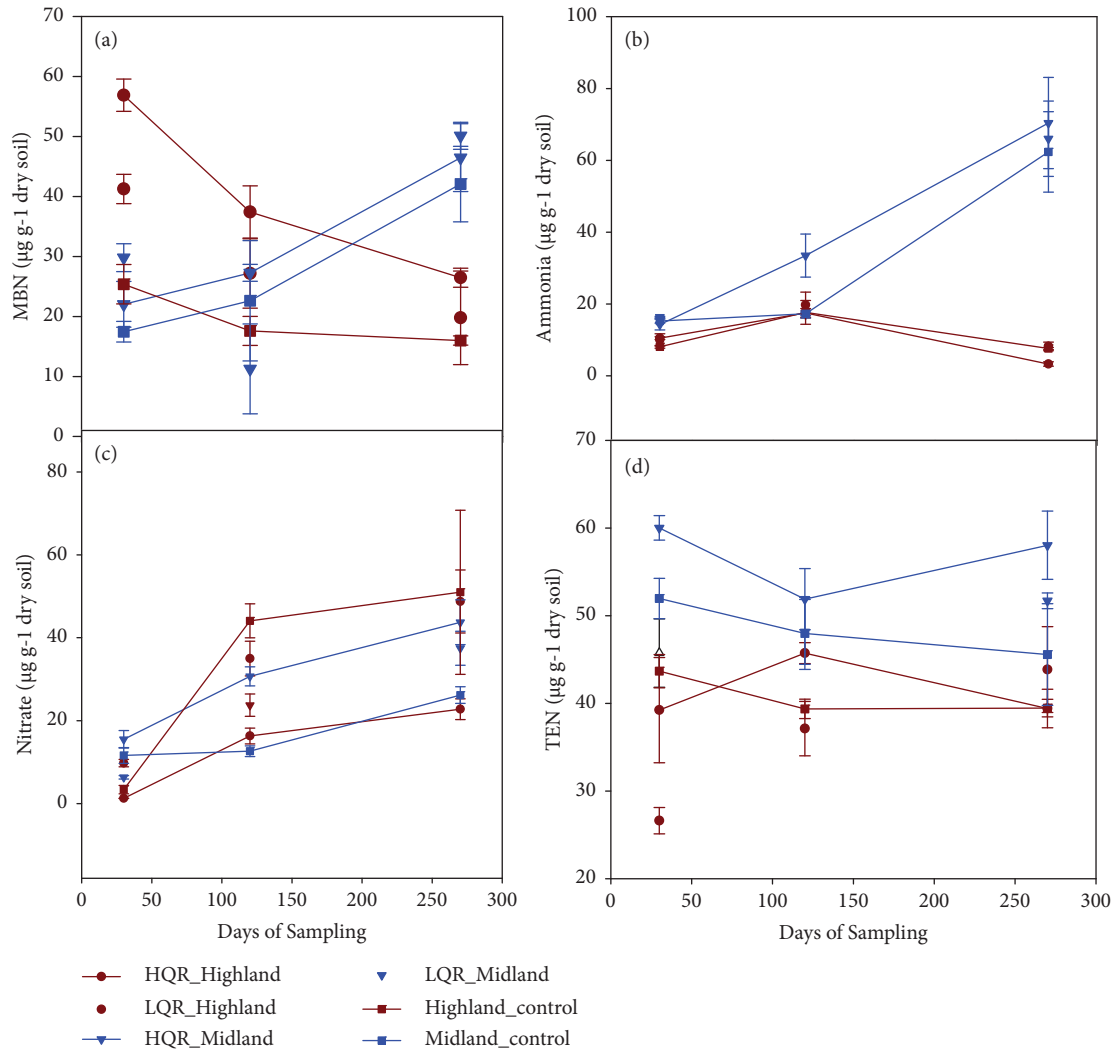 (a)
MBN (µg g-1 dry soil)
70
60
50
40
30
20
10
0
(b)
Ammonia (µg g-1 dry soil)
100
80
60
40
20
0
(c)
Nitrate (µg g-1 dry soil)
80
60
40
20
0
0 50 100 150 200 250 300
Days of Sampling
(d)
TEN (µg g-1 dry soil)
70
60
50
40
30
20
0 50 100 150 200 250 300
Days of Sampling
HQR_Highland
LQR_Highland
HQR_Midland
LQR_Midland
Highland_control
Midland_control